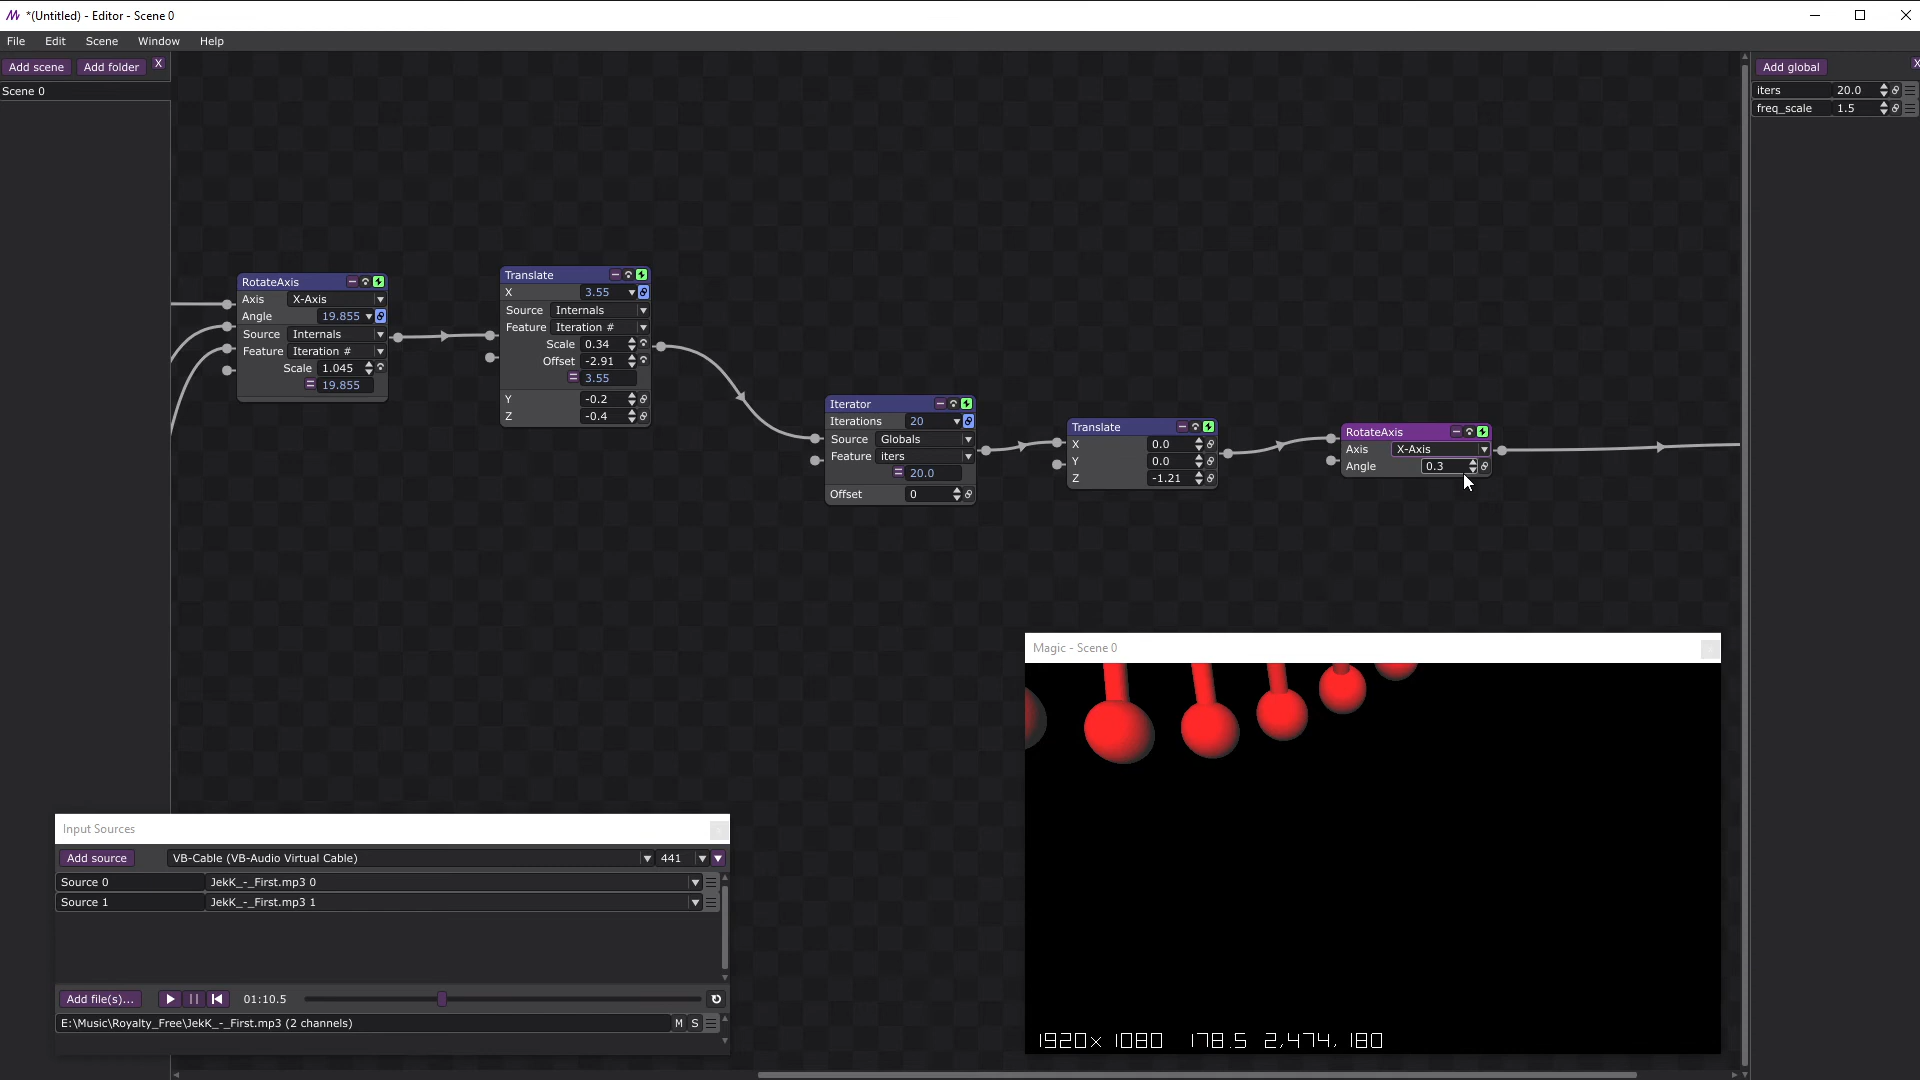 *(Untitled) - Editor - Scene 0
File Edit Scene Window Help
Add scene Add folder X
Scene 0
Add global X
iters 20.0
freq_scale 1.5
RotateAxis
Axis X-Axis
Angle 19.855
Source Internals
Feature Iteration #
Scale 1.045
= 19.855
Translate
X 3.55
Source Internals
Feature Iteration #
Scale 0.34
Offset -2.91
= 3.55
Y -0.2
Z -0.4
Iterator
Iterations 20
Source Globals
Feature iters
= 20.0
Offset 0
Translate
X 0.0
Y 0.0
Z -1.21
RotateAxis
Axis X-Axis
Angle 0.3
Magic - Scene 0
1920x 1080 178.5 2,474, 180
Input Sources
Add source VB-Cable (VB-Audio Virtual Cable) 441
Source 0 JekK_-_First.mp3 0
Source 1 JekK_-_First.mp3 1
Add file(s)... 01:10.5
E:\Music\Royalty_Free\JekK_-_First.mp3 (2 channels) M S